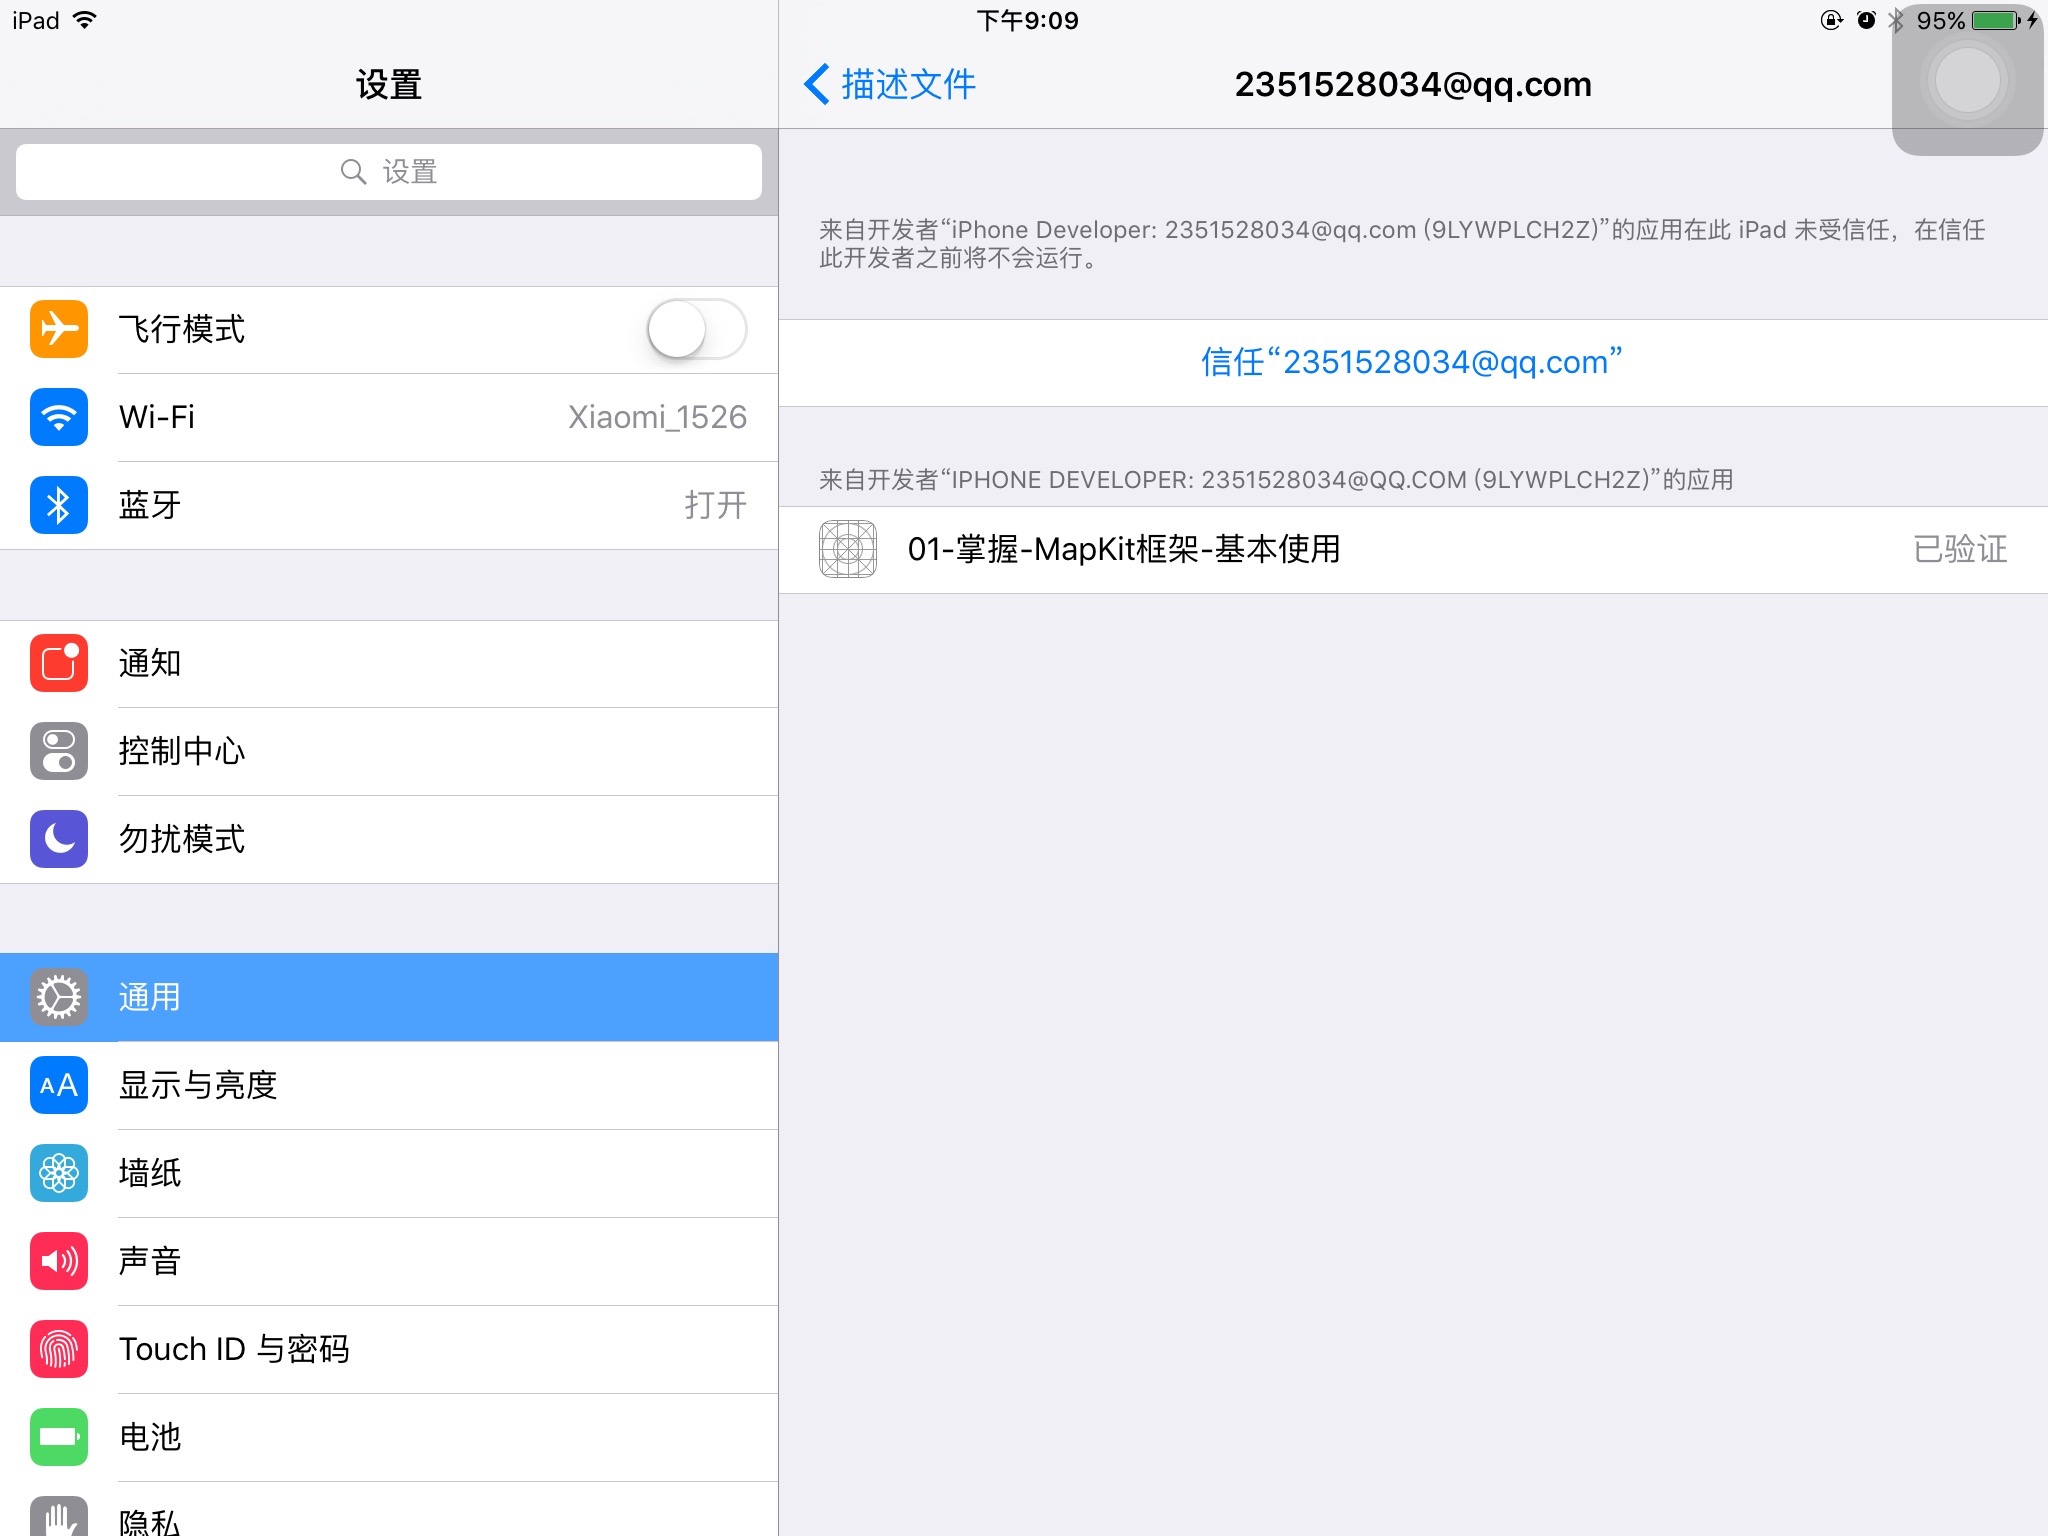 iPad
下午9:09
95%
设置
设置
飞行模式
Wi-Fi
Xiaomi_1526
蓝牙
打开
通知
控制中心
勿扰模式
通用
AA
显示与亮度
墙纸
声音
Touch ID 与密码
电池
隐私
描述文件
2351528034@qq.com
来自开发者“iPhone Developer: 2351528034@qq.com (9LYWPLCH2Z)”的应用在此 iPad 未受信任，在信任
此开发者之前将不会运行。
信任“2351528034@qq.com”
来自开发者“IPHONE DEVELOPER: 2351528034@QQ.COM (9LYWPLCH2Z)”的应用
01-掌握-MapKit框架-基本使用
已验证